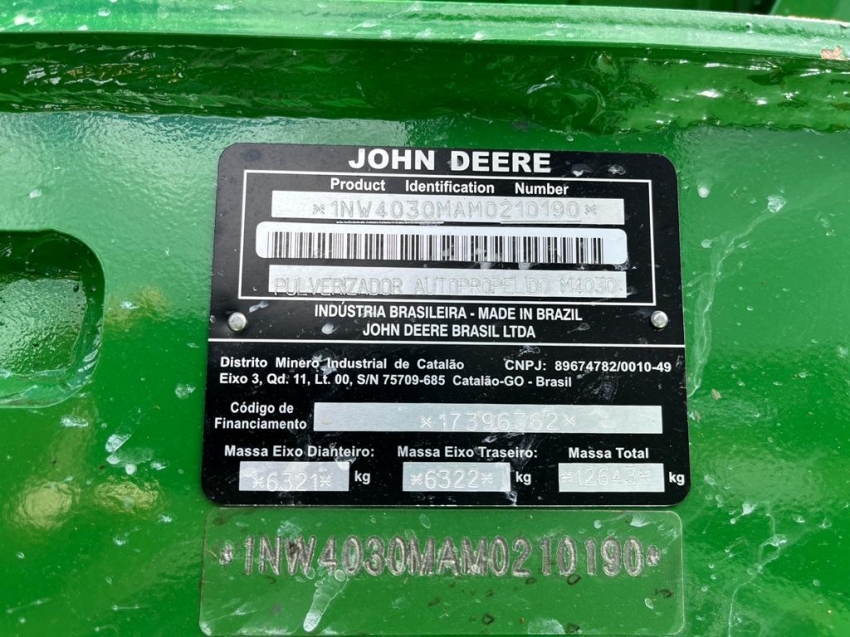 JOHN DEERE
Product Identification Number
*1NW4030MAM0210190*
PULVERIZADOR AUTOPROPELIDO M4030
INDÚSTRIA BRASILEIRA - MADE IN BRAZIL
JOHN DEERE BRASIL LTDA
Distrito Minero Industrial de Catalão CNPJ: 89674782/0010-49
Eixo 3, Qd. 11, Lt. 00, S/N 75709-685 Catalão-GO - Brasil
Código de
Financiamento *17396362*
Massa Eixo Dianteiro: Massa Eixo Traseiro: Massa Total
*6321* kg *6322* kg *12643* kg
*1NW4030MAM0210190*